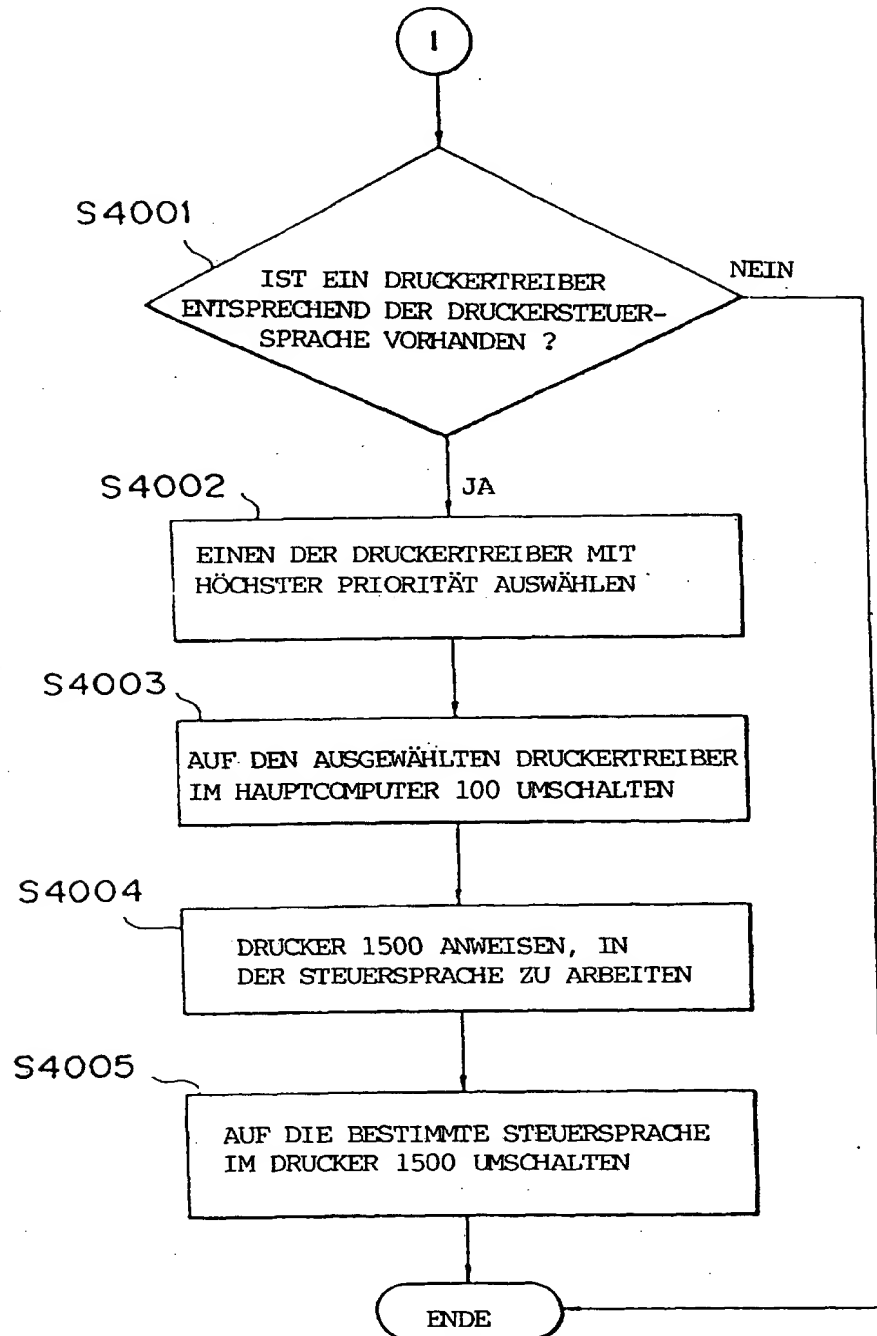 1
S4001
IST EIN DRUCKERTREIBER
ENTSPRECHEND DER DRUCKERSTEUER-
SPRACHE VORHANDEN ?
NEIN
JA
S4002
EINEN DER DRUCKERTREIBER MIT
HÖCHSTER PRIORITÄT AUSWÄHLEN
S4003
AUF DEN AUSGEWÄHLTEN DRUCKERTREIBER
IM HAUPTCOMPUTER 100 UMSCHALTEN
S4004
DRUCKER 1500 ANWEISEN, IN
DER STEUERSPRACHE ZU ARBEITEN
S4005
AUF DIE BESTIMMTE STEUERSPRACHE
IM DRUCKER 1500 UMSCHALTEN
ENDE